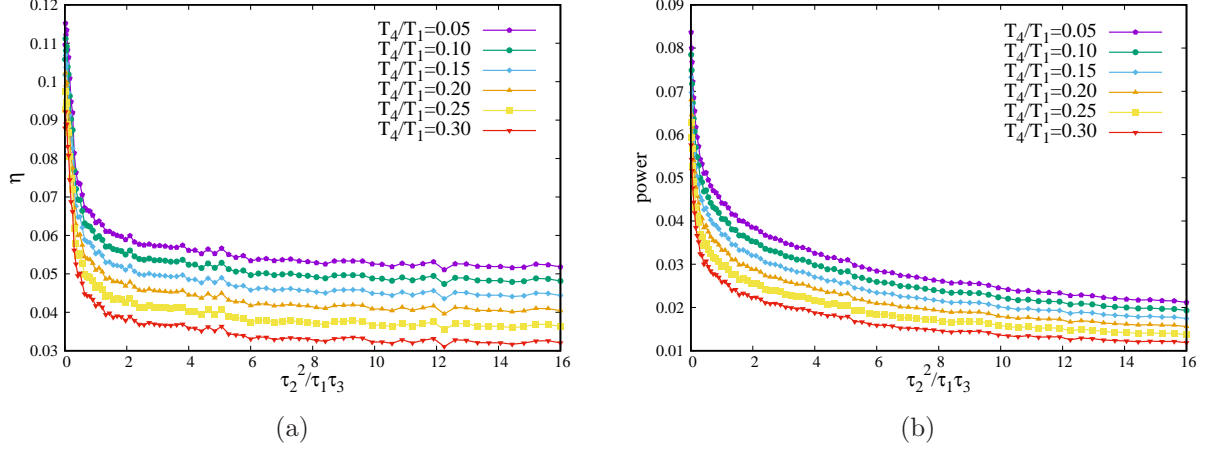 0.12
0.11
0.1
0.09
0.08
0.07
0.06
0.05
0.04
0.03
η
0 2 4 6 8 10 12 14 16
τ₂²/τ₁τ₃
T₄/T₁=0.05
T₄/T₁=0.10
T₄/T₁=0.15
T₄/T₁=0.20
T₄/T₁=0.25
T₄/T₁=0.30
(a)
0.09
0.08
0.07
0.06
0.05
0.04
0.03
0.02
0.01
power
0 2 4 6 8 10 12 14 16
τ₂²/τ₁τ₃
T₄/T₁=0.05
T₄/T₁=0.10
T₄/T₁=0.15
T₄/T₁=0.20
T₄/T₁=0.25
T₄/T₁=0.30
(b)